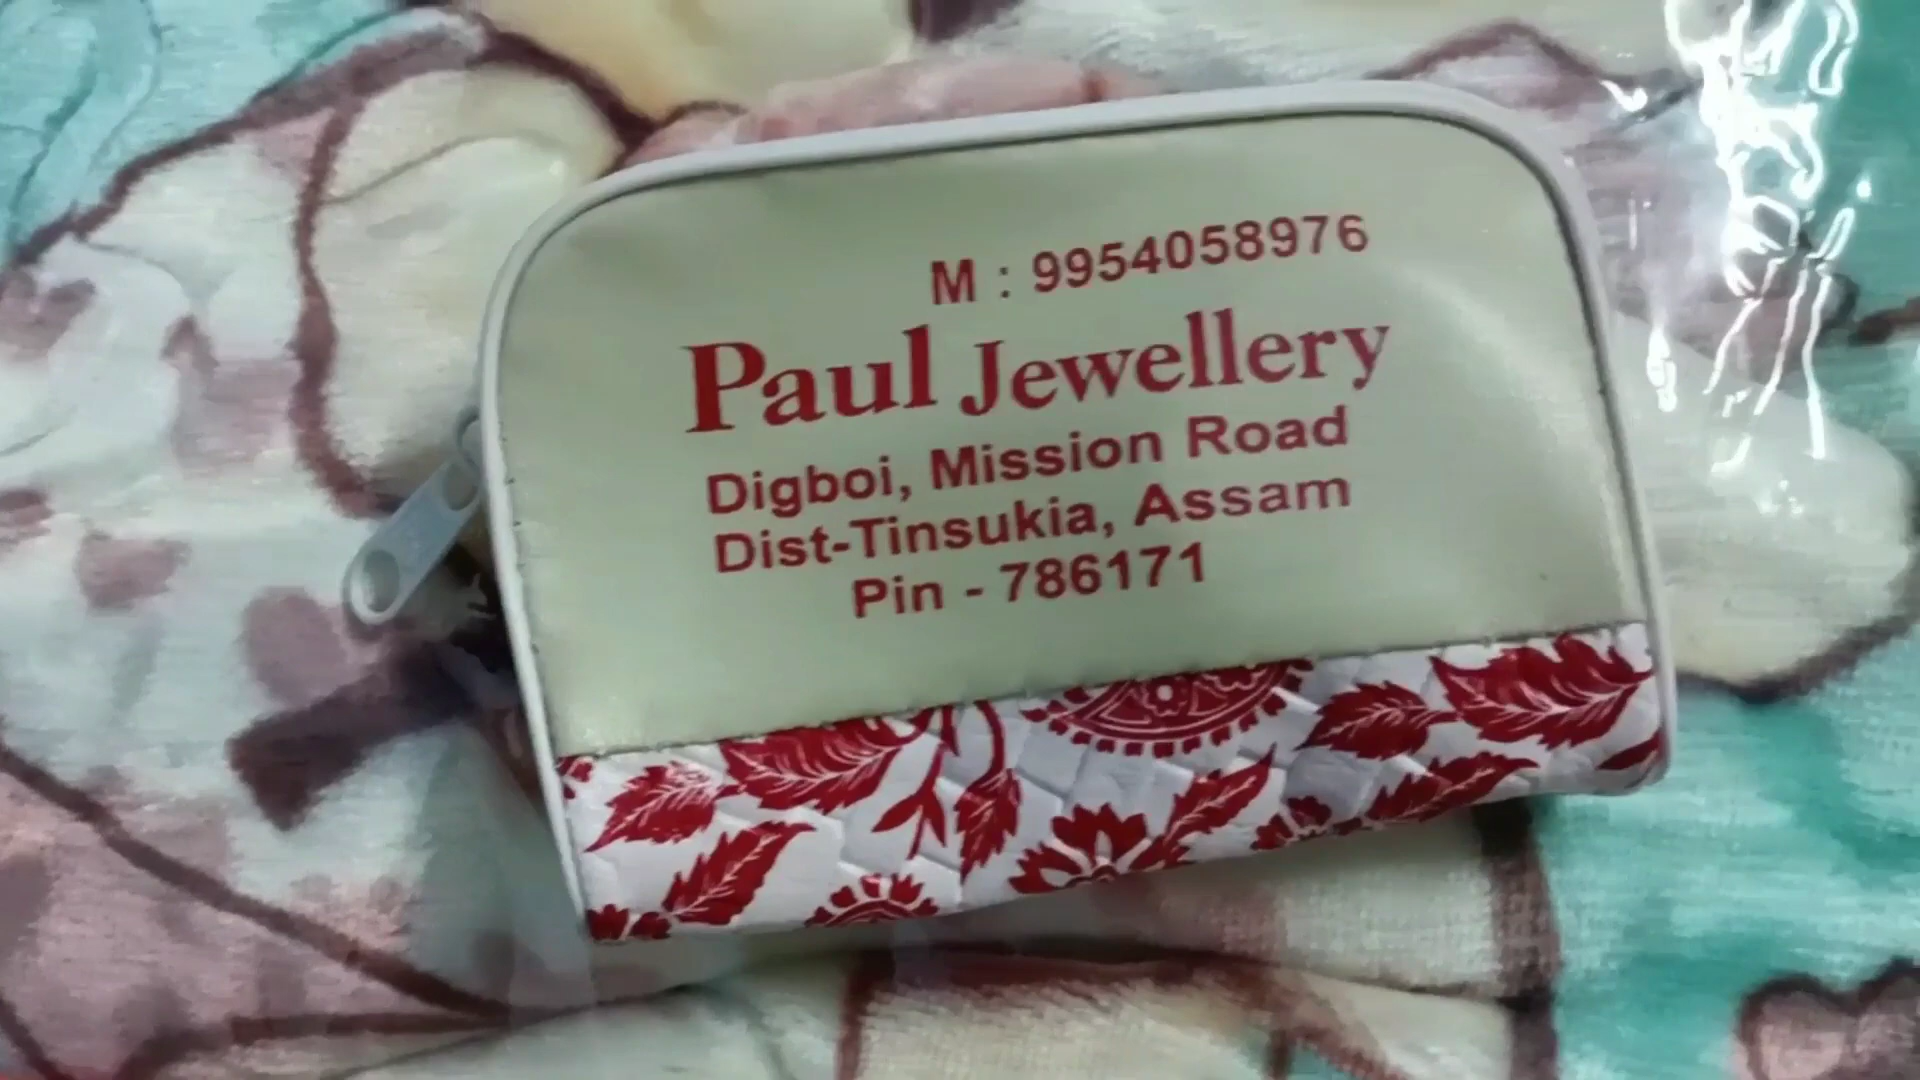 M : 9954058976
Paul Jewellery
Digboi, Mission Road
Dist-Tinsukia, Assam
Pin - 786171